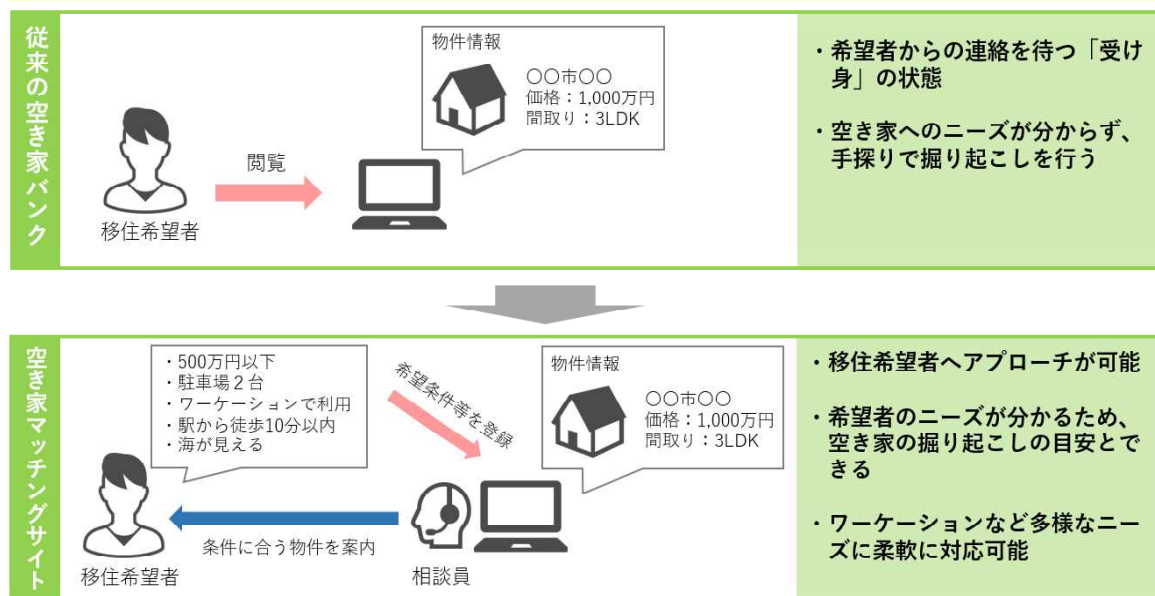 従来の空き家バンク
物件情報
〇〇市〇〇
価格：1,000万円
間取り：3LDK
閲覧
移住希望者
・希望者からの連絡を待つ「受け
身」の状態
・空き家へのニーズが分からず、
手探りで掘り起こしを行う
空き家マッチングサイト
・500万円以下
・駐車場２台
・ワーケーションで利用
・駅から徒歩10分以内
・海が見える
希望条件等を登録
物件情報
〇〇市〇〇
価格：1,000万円
間取り：3LDK
条件に合う物件を案内
移住希望者
相談員
・移住希望者へアプローチが可能
・希望者のニーズが分かるため、
空き家の掘り起こしの目安とで
きる
・ワーケーションなど多様なニー
ズに柔軟に対応可能